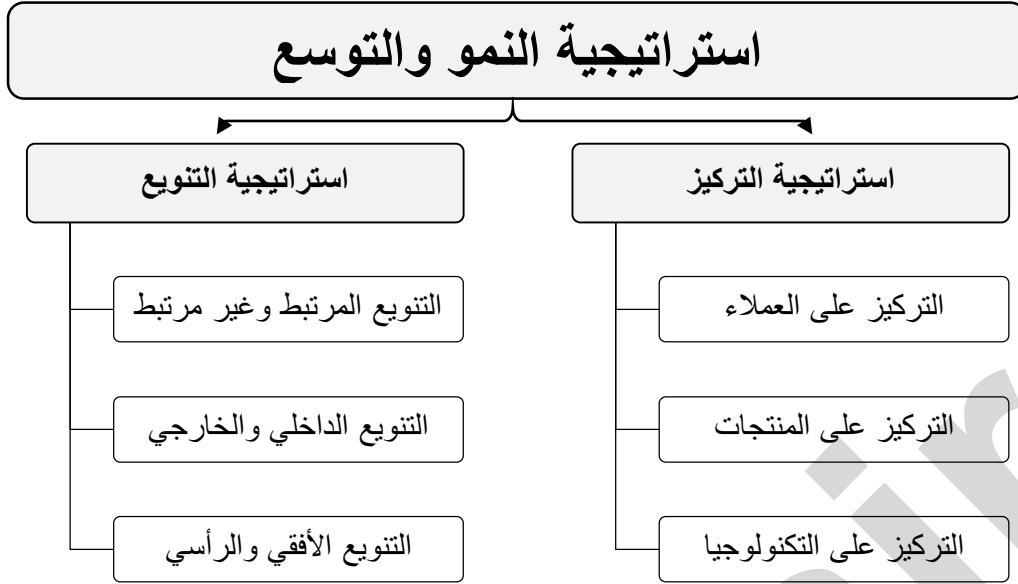 استراتيجية النمو والتوسع
استراتيجية التركيز
التركيز على العملاء
التركيز على المنتجات
التركيز على التكنولوجيا
استراتيجية التنويع
التنويع المرتبط وغير مرتبط
التنويع الداخلي والخارجي
التنويع الأفقي والرأسي